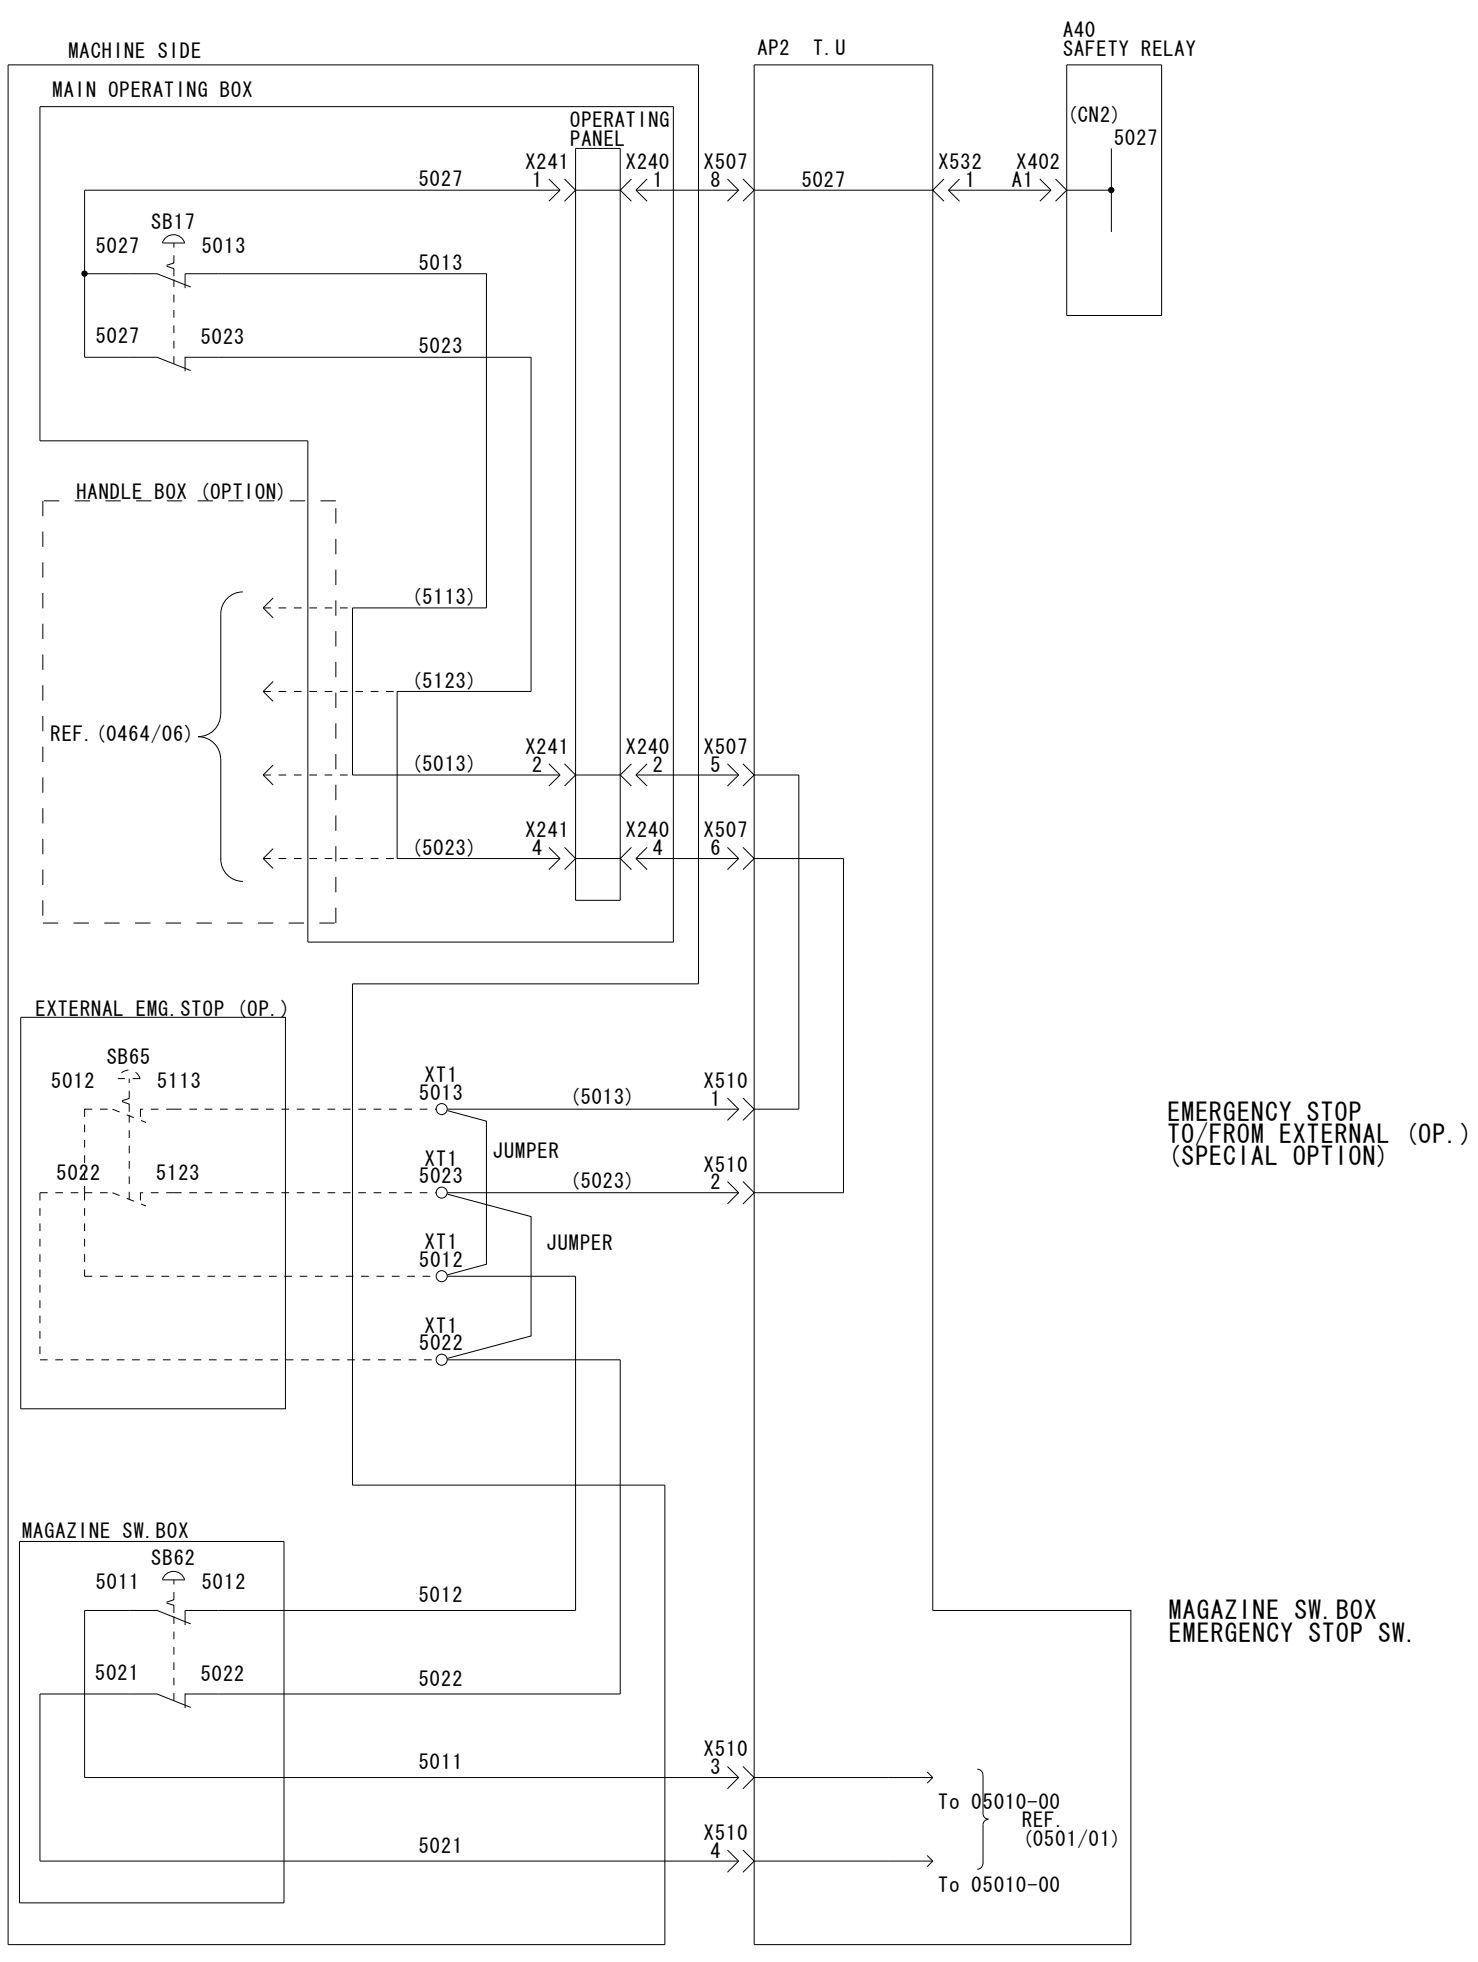 A40
SAFETY RELAY
MACHINE SIDE
AP2 T.U
MAIN OPERATING BOX
OPERATING
PANEL
(CN2)
5027
X241
1
X240
1
X507
8
X532
1
X402
A1
5027
5027
SB17
5027
5013
5013
5027
5023
5023
HANDLE BOX (OPTION)
(5113)
(5123)
REF.(0464/06)
(5013)
X241
2
X240
2
X507
5
(5023)
X241
4
X240
4
X507
6
EXTERNAL EMG.STOP (OP.)
SB65
5012
5113
XT1
5013
(5013)
X510
1
JUMPER
5022
5123
XT1
5023
(5023)
X510
2
EMERGENCY STOP
TO/FROM EXTERNAL (OP.)
(SPECIAL OPTION)
XT1
5012
JUMPER
XT1
5022
MAGAZINE SW.BOX
SB62
5011
5012
5012
MAGAZINE SW.BOX
EMERGENCY STOP SW.
5021
5022
5022
5011
X510
3
To 05010-00
REF.
(0501/01)
5021
X510
4
To 05010-00